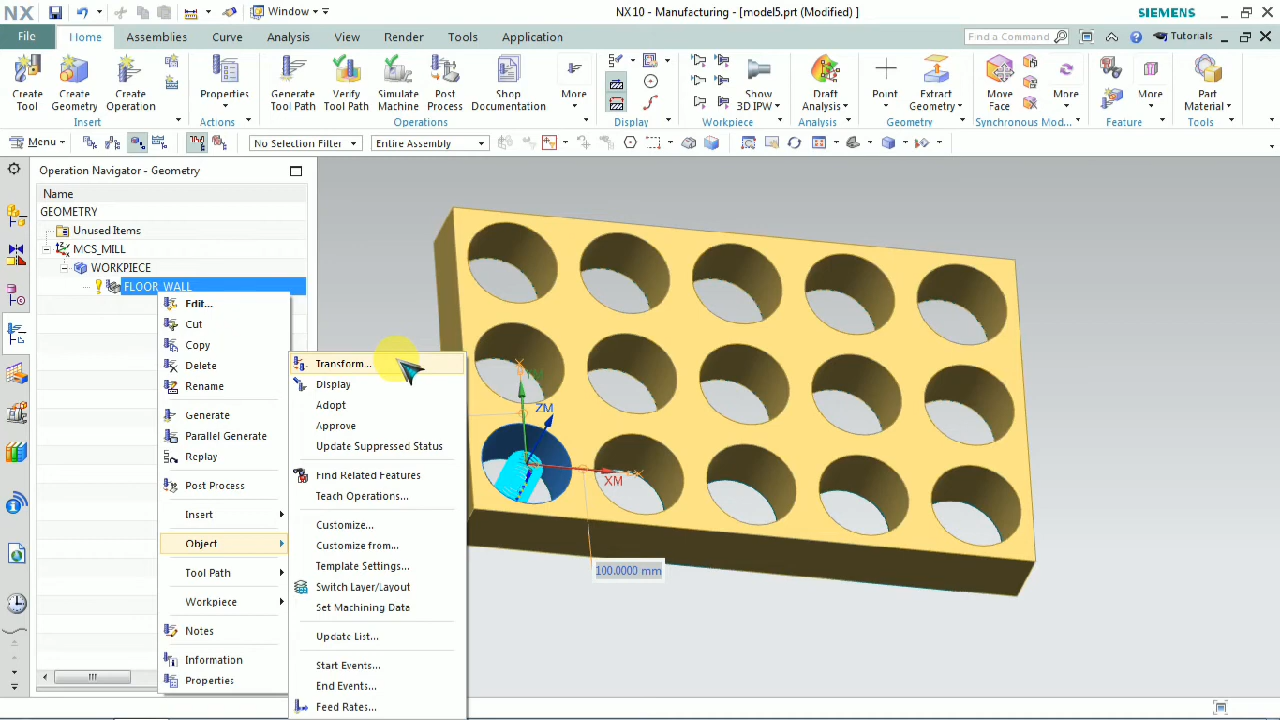 NX
Window
NX10 - Manufacturing - [model5.prt (Modified) ]
SIEMENS
File
Home
Assemblies
Curve
Analysis
View
Render
Tools
Application
Find a Command
Tutorials
Create Tool
Create Geometry
Create Operation
Properties
Generate Tool Path
Verify Tool Path
Simulate Machine
Post Process
Shop Documentation
More
Show 3D IPW
Draft Analysis
Point
Extract Geometry
Move Face
More
More
Part Material
Insert
Actions
Operations
Display
Workpiece
Analysis
Geometry
Synchronous Mod...
Feature
Tools
Menu
No Selection Filter
Entire Assembly
Operation Navigator - Geometry
Name
GEOMETRY
Unused Items
MCS_MILL
WORKPIECE
FLOOR_WALL
Edit...
Cut
Copy
Delete
Rename
Generate
Parallel Generate
Replay
Post Process
Insert
Object
Tool Path
Workpiece
Notes
Information
Properties
Transform...
Display
Adopt
Approve
Update Suppressed Status
Find Related Features
Teach Operations...
Customize...
Customize from...
Template Settings...
Switch Layer/Layout
Set Machining Data
Update List...
Start Events...
End Events...
Feed Rates...
ZM
XM
100.0000 mm